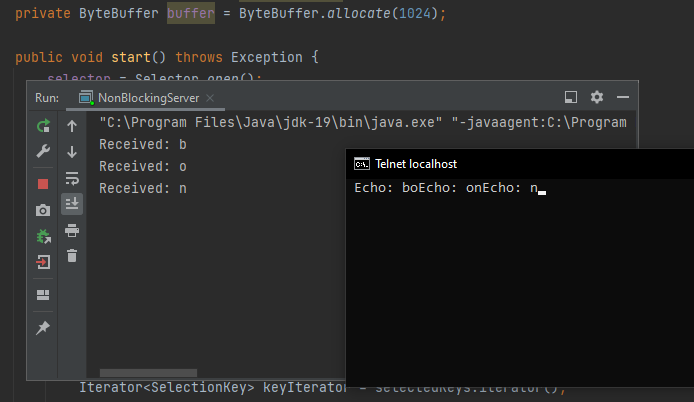 private ByteBuffer buffer = ByteBuffer.allocate(1024);
public void start() throws Exception {
selector = Selector.open();
Run: NonBlockingServer
"C:\Program Files\Java\jdk-19\bin\java.exe" "-javaagent:C:\Program
Received: b
Received: o
Received: n
Telnet localhost
Echo: boEcho: onEcho: n
Iterator<SelectionKey> keyIterator = selectedKeys.iterator();